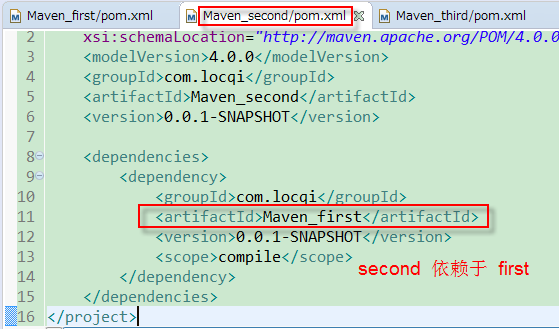 Maven_first/pom.xml Maven_second/pom.xml Maven_third/pom.xml
2 xsi:schemaLocation="http://maven.apache.org/POM/4.0.0
3 <modelVersion>4.0.0</modelVersion>
4 <groupId>com.locqi</groupId>
5 <artifactId>Maven_second</artifactId>
6 <version>0.0.1-SNAPSHOT</version>
7
8 <dependencies>
9 <dependency>
10 <groupId>com.locqi</groupId>
11 <artifactId>Maven_first</artifactId>
12 <version>0.0.1-SNAPSHOT</version>
13 <scope>compile</scope>
second 依赖于 first
14 </dependency>
15 </dependencies>
16 </project>